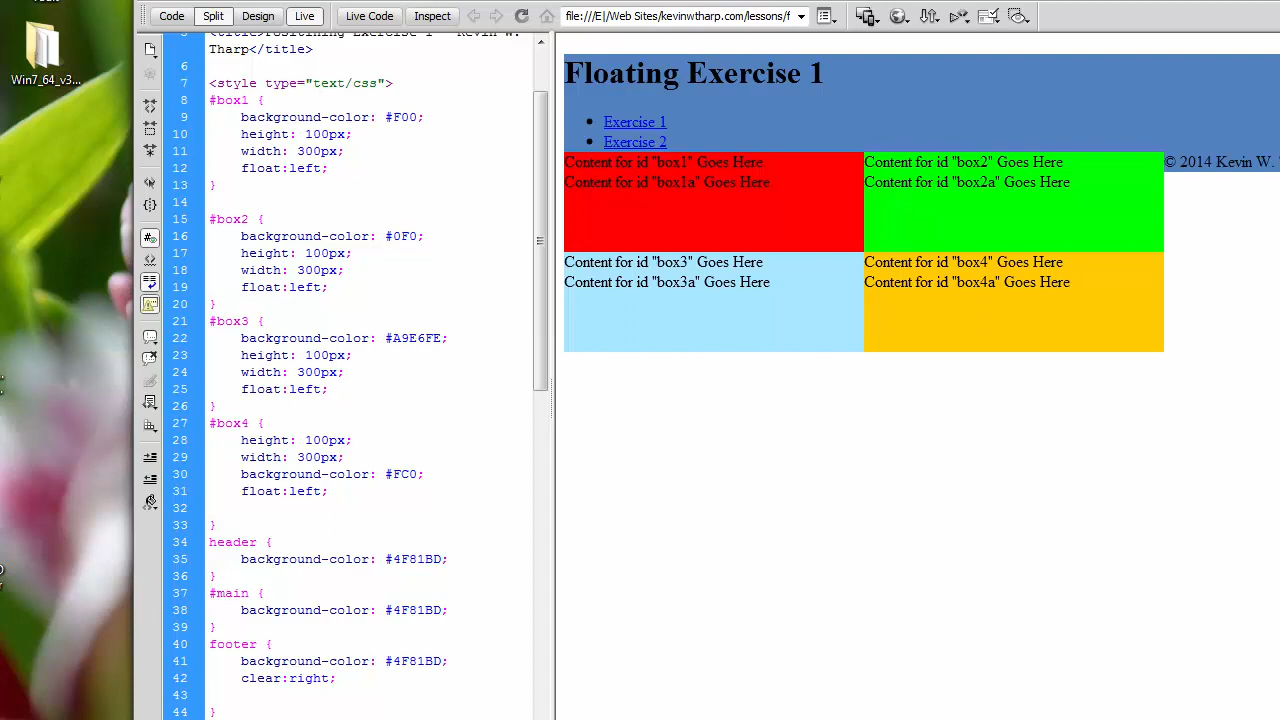 Code Split Design Live Live Code Inspect file:///E|/Web Sites/kevinwtharp.com/lessons/f
Win7_64_v3...
Tharp</title>
6
7 <style type="text/css">
8 #box1 {
9 background-color: #F00;
10 height: 100px;
11 width: 300px;
12 float:left;
13 }
14
15 #box2 {
16 background-color: #0F0;
17 height: 100px;
18 width: 300px;
19 float:left;
20 }
21 #box3 {
22 background-color: #A9E6FE;
23 height: 100px;
24 width: 300px;
25 float:left;
26 }
27 #box4 {
28 height: 100px;
29 width: 300px;
30 background-color: #FC0;
31 float:left;
32
33 }
34 header {
35 background-color: #4F81BD;
36 }
37 #main {
38 background-color: #4F81BD;
39 }
40 footer {
41 background-color: #4F81BD;
42 clear:right;
43
44 }
Floating Exercise 1
Exercise 1
Exercise 2
Content for id "box1" Goes Here Content for id "box2" Goes Here © 2014 Kevin W.
Content for id "box1a" Goes Here Content for id "box2a" Goes Here
Content for id "box3" Goes Here Content for id "box4" Goes Here
Content for id "box3a" Goes Here Content for id "box4a" Goes Here